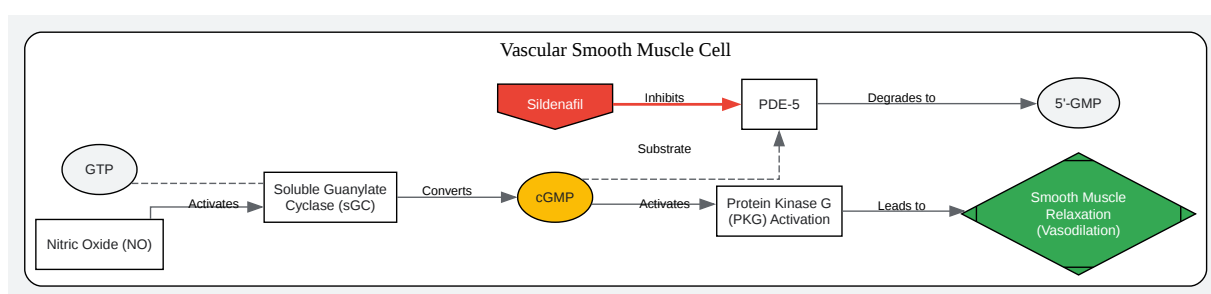 Vascular Smooth Muscle Cell
Sildenafil
Inhibits
PDE-5
Degrades to
5'-GMP
Substrate
GTP
Soluble Guanylate
Cyclase (sGC)
Converts
cGMP
Activates
Protein Kinase G
(PKG) Activation
Leads to
Smooth Muscle
Relaxation
(Vasodilation)
Activates
Nitric Oxide (NO)